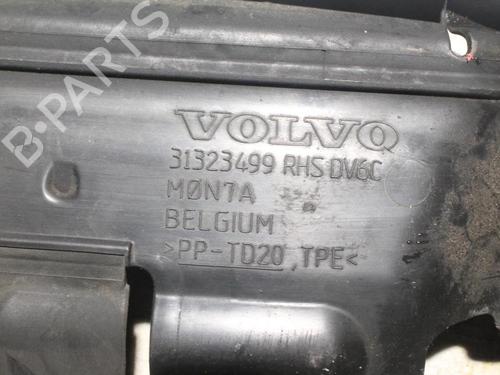 B-PARTS
VOLVO
31323499 RHS DV6C
MØN7A
BELGIUM
>PP-TD20,TPE<